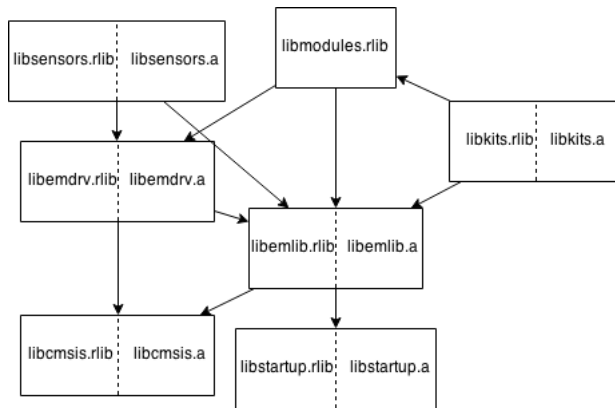 libsensors.rlib libsensors.a
libmodules.rlib
libkits.rlib libkits.a
libemdrv.rlib libemdrv.a
libemlib.rlib libemlib.a
libcmsis.rlib libcmsis.a
libstartup.rlib libstartup.a